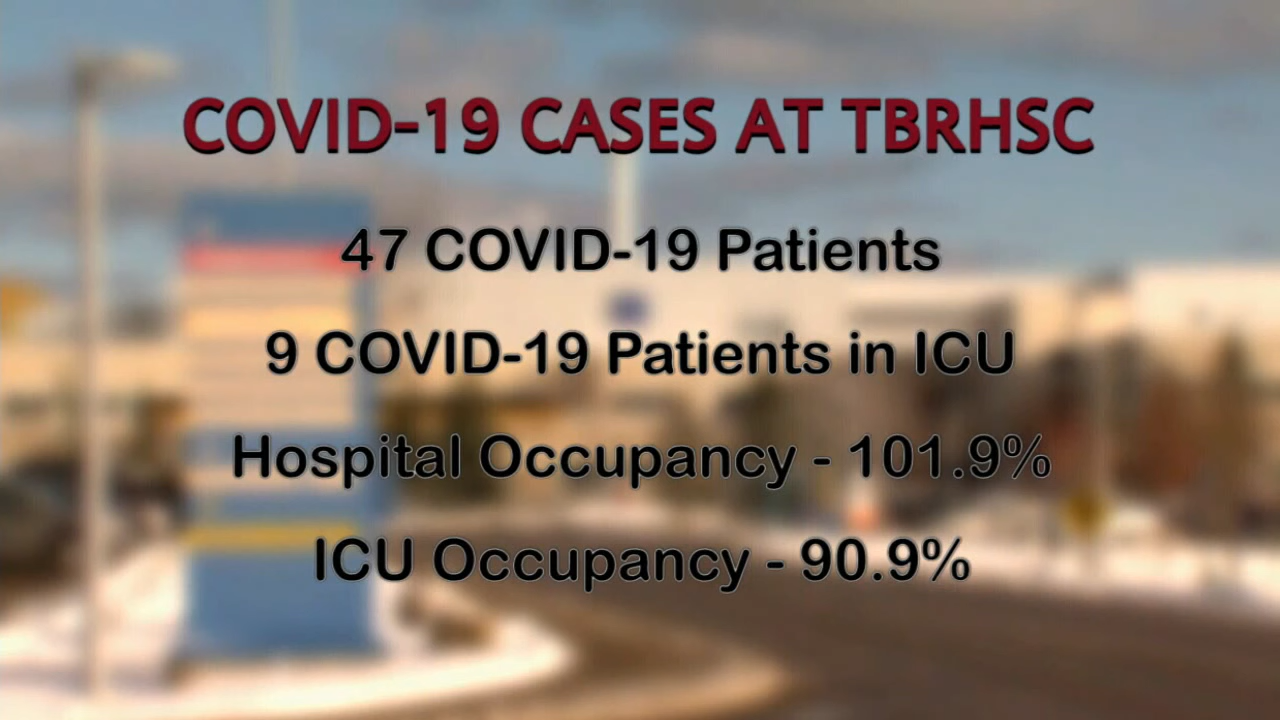 COVID-19 CASES AT TBRHSC
47 COVID-19 Patients
9 COVID-19 Patients in ICU
Hospital Occupancy - 101.9%
ICU Occupancy - 90.9%